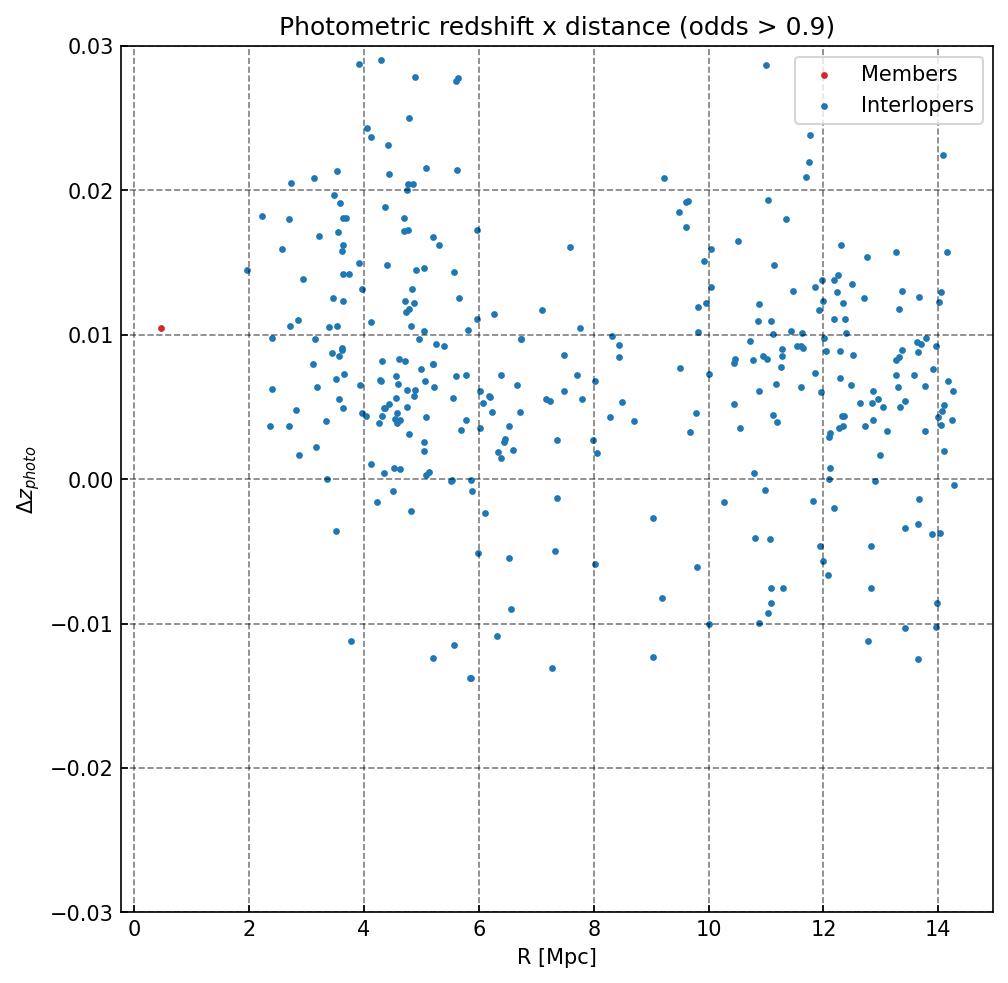 Photometric redshift x distance (odds > 0.9)
Members
Interlopers
0.03
0.02
0.01
0.00
−0.01
−0.02
−0.03
Δz_photo
0 2 4 6 8 10 12 14
R [Mpc]